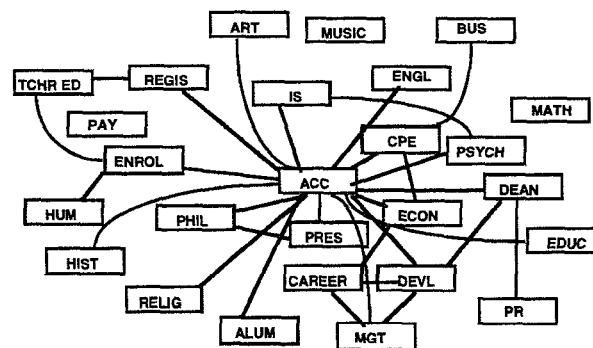 ART
MUSIC
BUS
TCHR ED
REGIS
IS
ENGL
MATH
PAY
CPE
PSYCH
ENROL
ACC
DEAN
HUM
PHIL
ECON
PRES
EDUC
HIST
CAREER
DEVL
RELIG
PR
ALUM
MGT